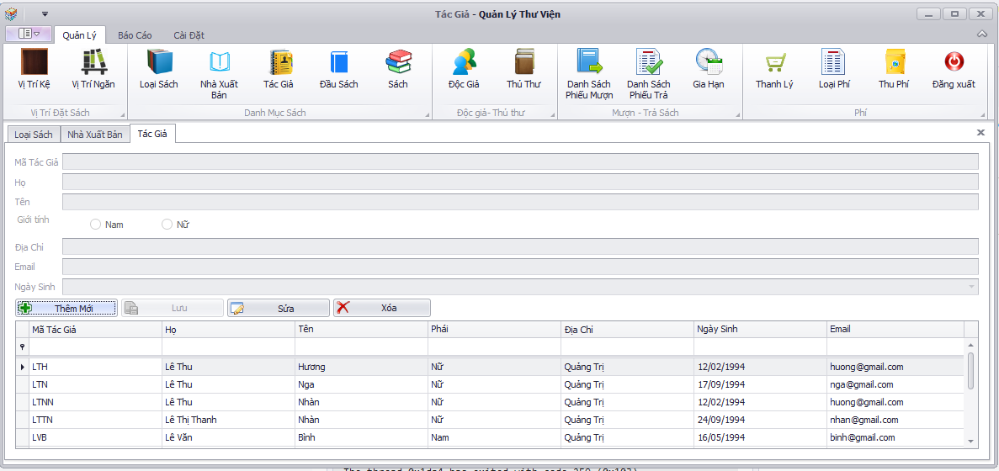 Tác Giả - Quản Lý Thư Viện
Quản Lý Báo Cáo Cài Đặt
Vị Trí Kệ Vị Trí Ngăn Loại Sách Nhà Xuất Bản Tác Giả Đầu Sách Sách Độc Giả Thủ Thư Danh Sách Phiếu Mượn Danh Sách Phiếu Trả Gia Hạn Thanh Lý Loại Phí Thu Phí Đăng xuất
Vị Trí Đặt Sách Danh Mục Sách Độc giả- Thủ thư Mượn - Trả Sách Phí
Loại Sách Nhà Xuất Bản Tác Giả
Mã Tác Giả
Họ
Tên
Giới tính
Nam Nữ
Địa Chỉ
Email
Ngày Sinh
Thêm Mới Lưu Sửa Xóa
Mã Tác Giả Họ Tên Phái Địa Chỉ Ngày Sinh Email
LTH Lê Thu Hương Nữ Quảng Trị 12/02/1994 huong@gmail.com
LTN Lê Thu Nga Nữ Quảng Trị 17/09/1994 nga@gmail.com
LTNN Lê Thu Nhàn Nữ Quảng Trị 12/02/1994 huong@gmail.com
LTTN Lê Thị Thanh Nhàn Nữ Quảng Trị 24/09/1994 nhan@gmail.com
LVB Lê Văn Bình Nam Quảng Trị 16/05/1994 binh@gmail.com